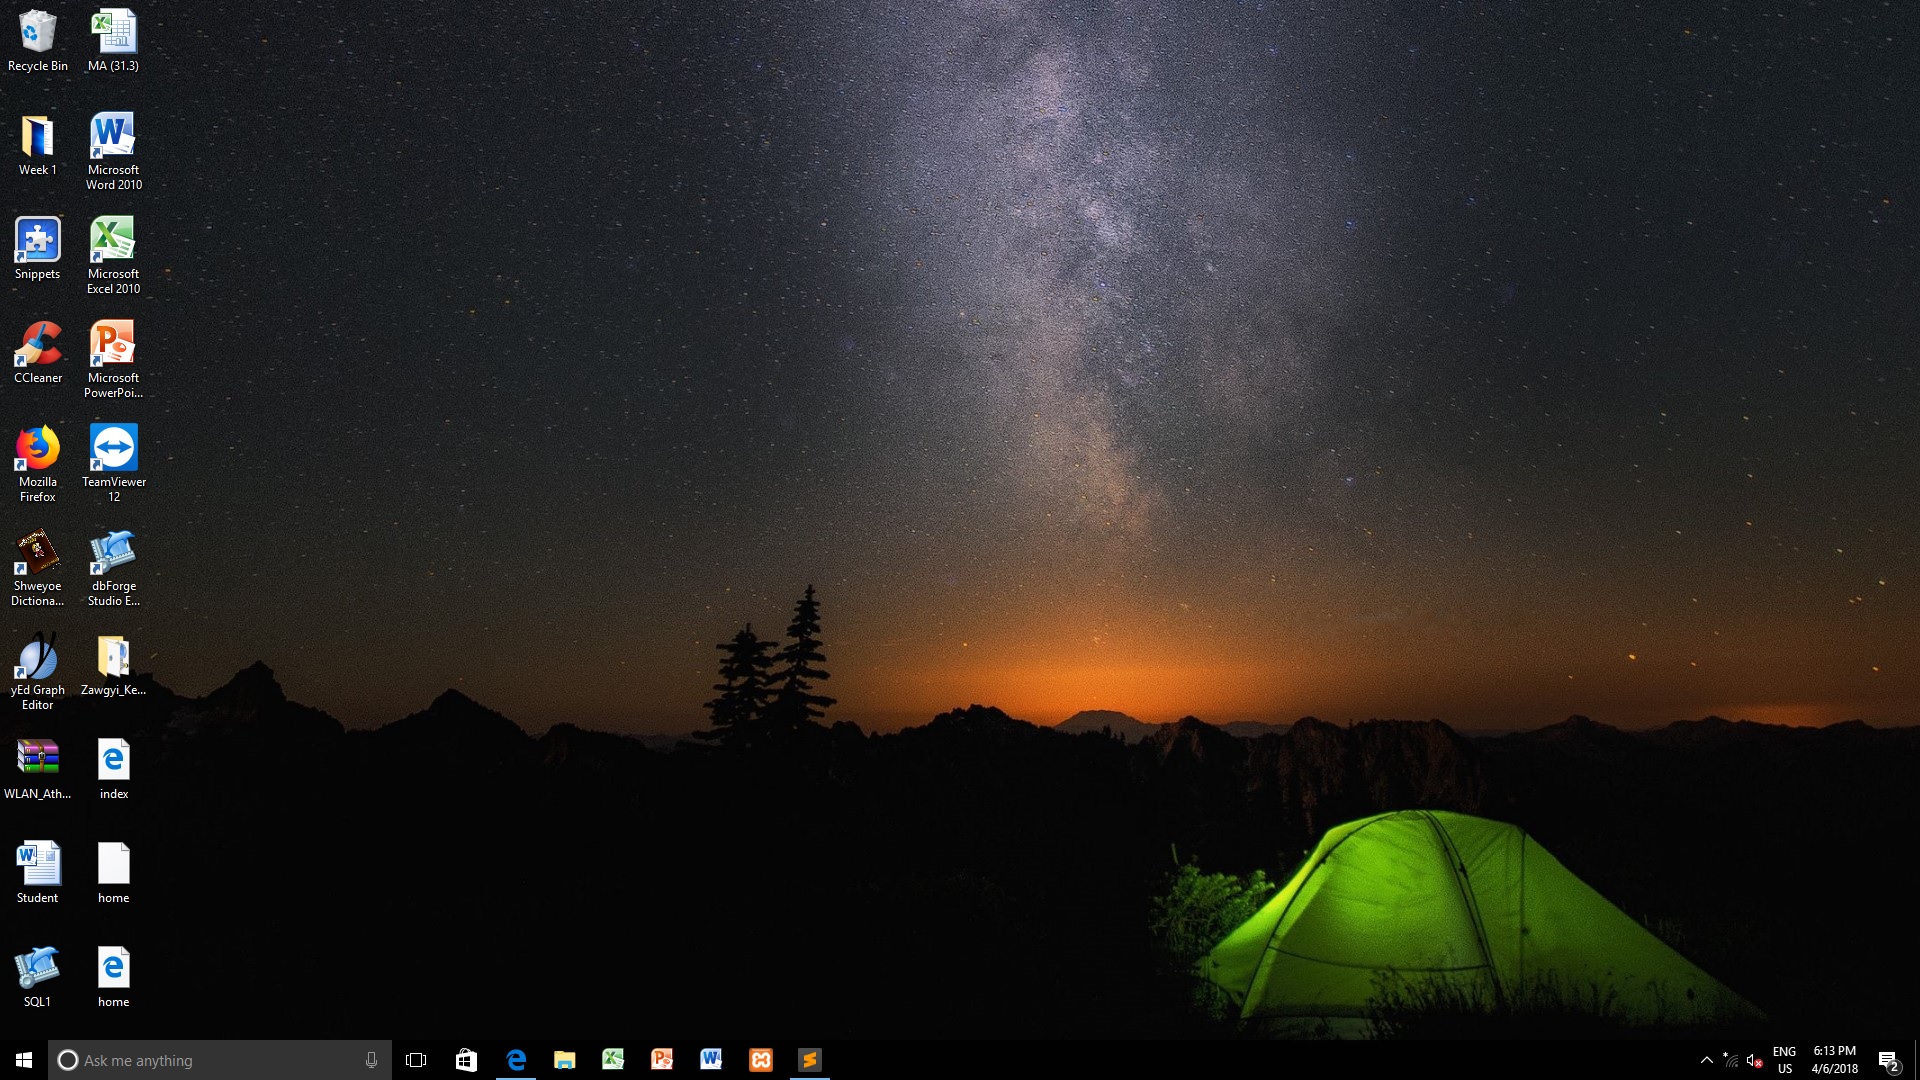 Recycle Bin
MA (31.3)
Week 1
Microsoft
Word 2010
Snippets
Microsoft
Excel 2010
CCleaner
Microsoft
PowerPoi...
Mozilla
Firefox
TeamViewer
12
Shweyoe
Dictiona...
dbForge
Studio E...
yEd Graph
Editor
Zawgyi_Ke...
WLAN_Ath...
index
Student
home
SQL1
home
Ask me anything
ENG
US
6:13 PM
4/6/2018
2